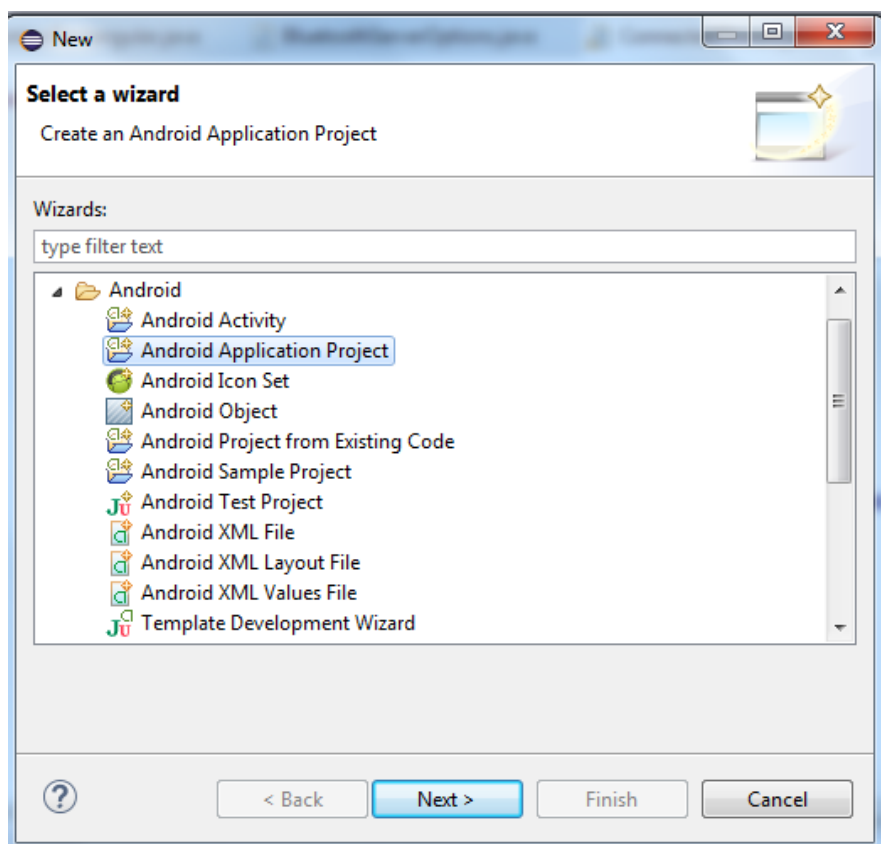 New
Select a wizard
Create an Android Application Project
Wizards:
type filter text
Android
Android Activity
Android Application Project
Android Icon Set
Android Object
Android Project from Existing Code
Android Sample Project
Android Test Project
Android XML File
Android XML Layout File
Android XML Values File
Template Development Wizard
< Back Next > Finish Cancel